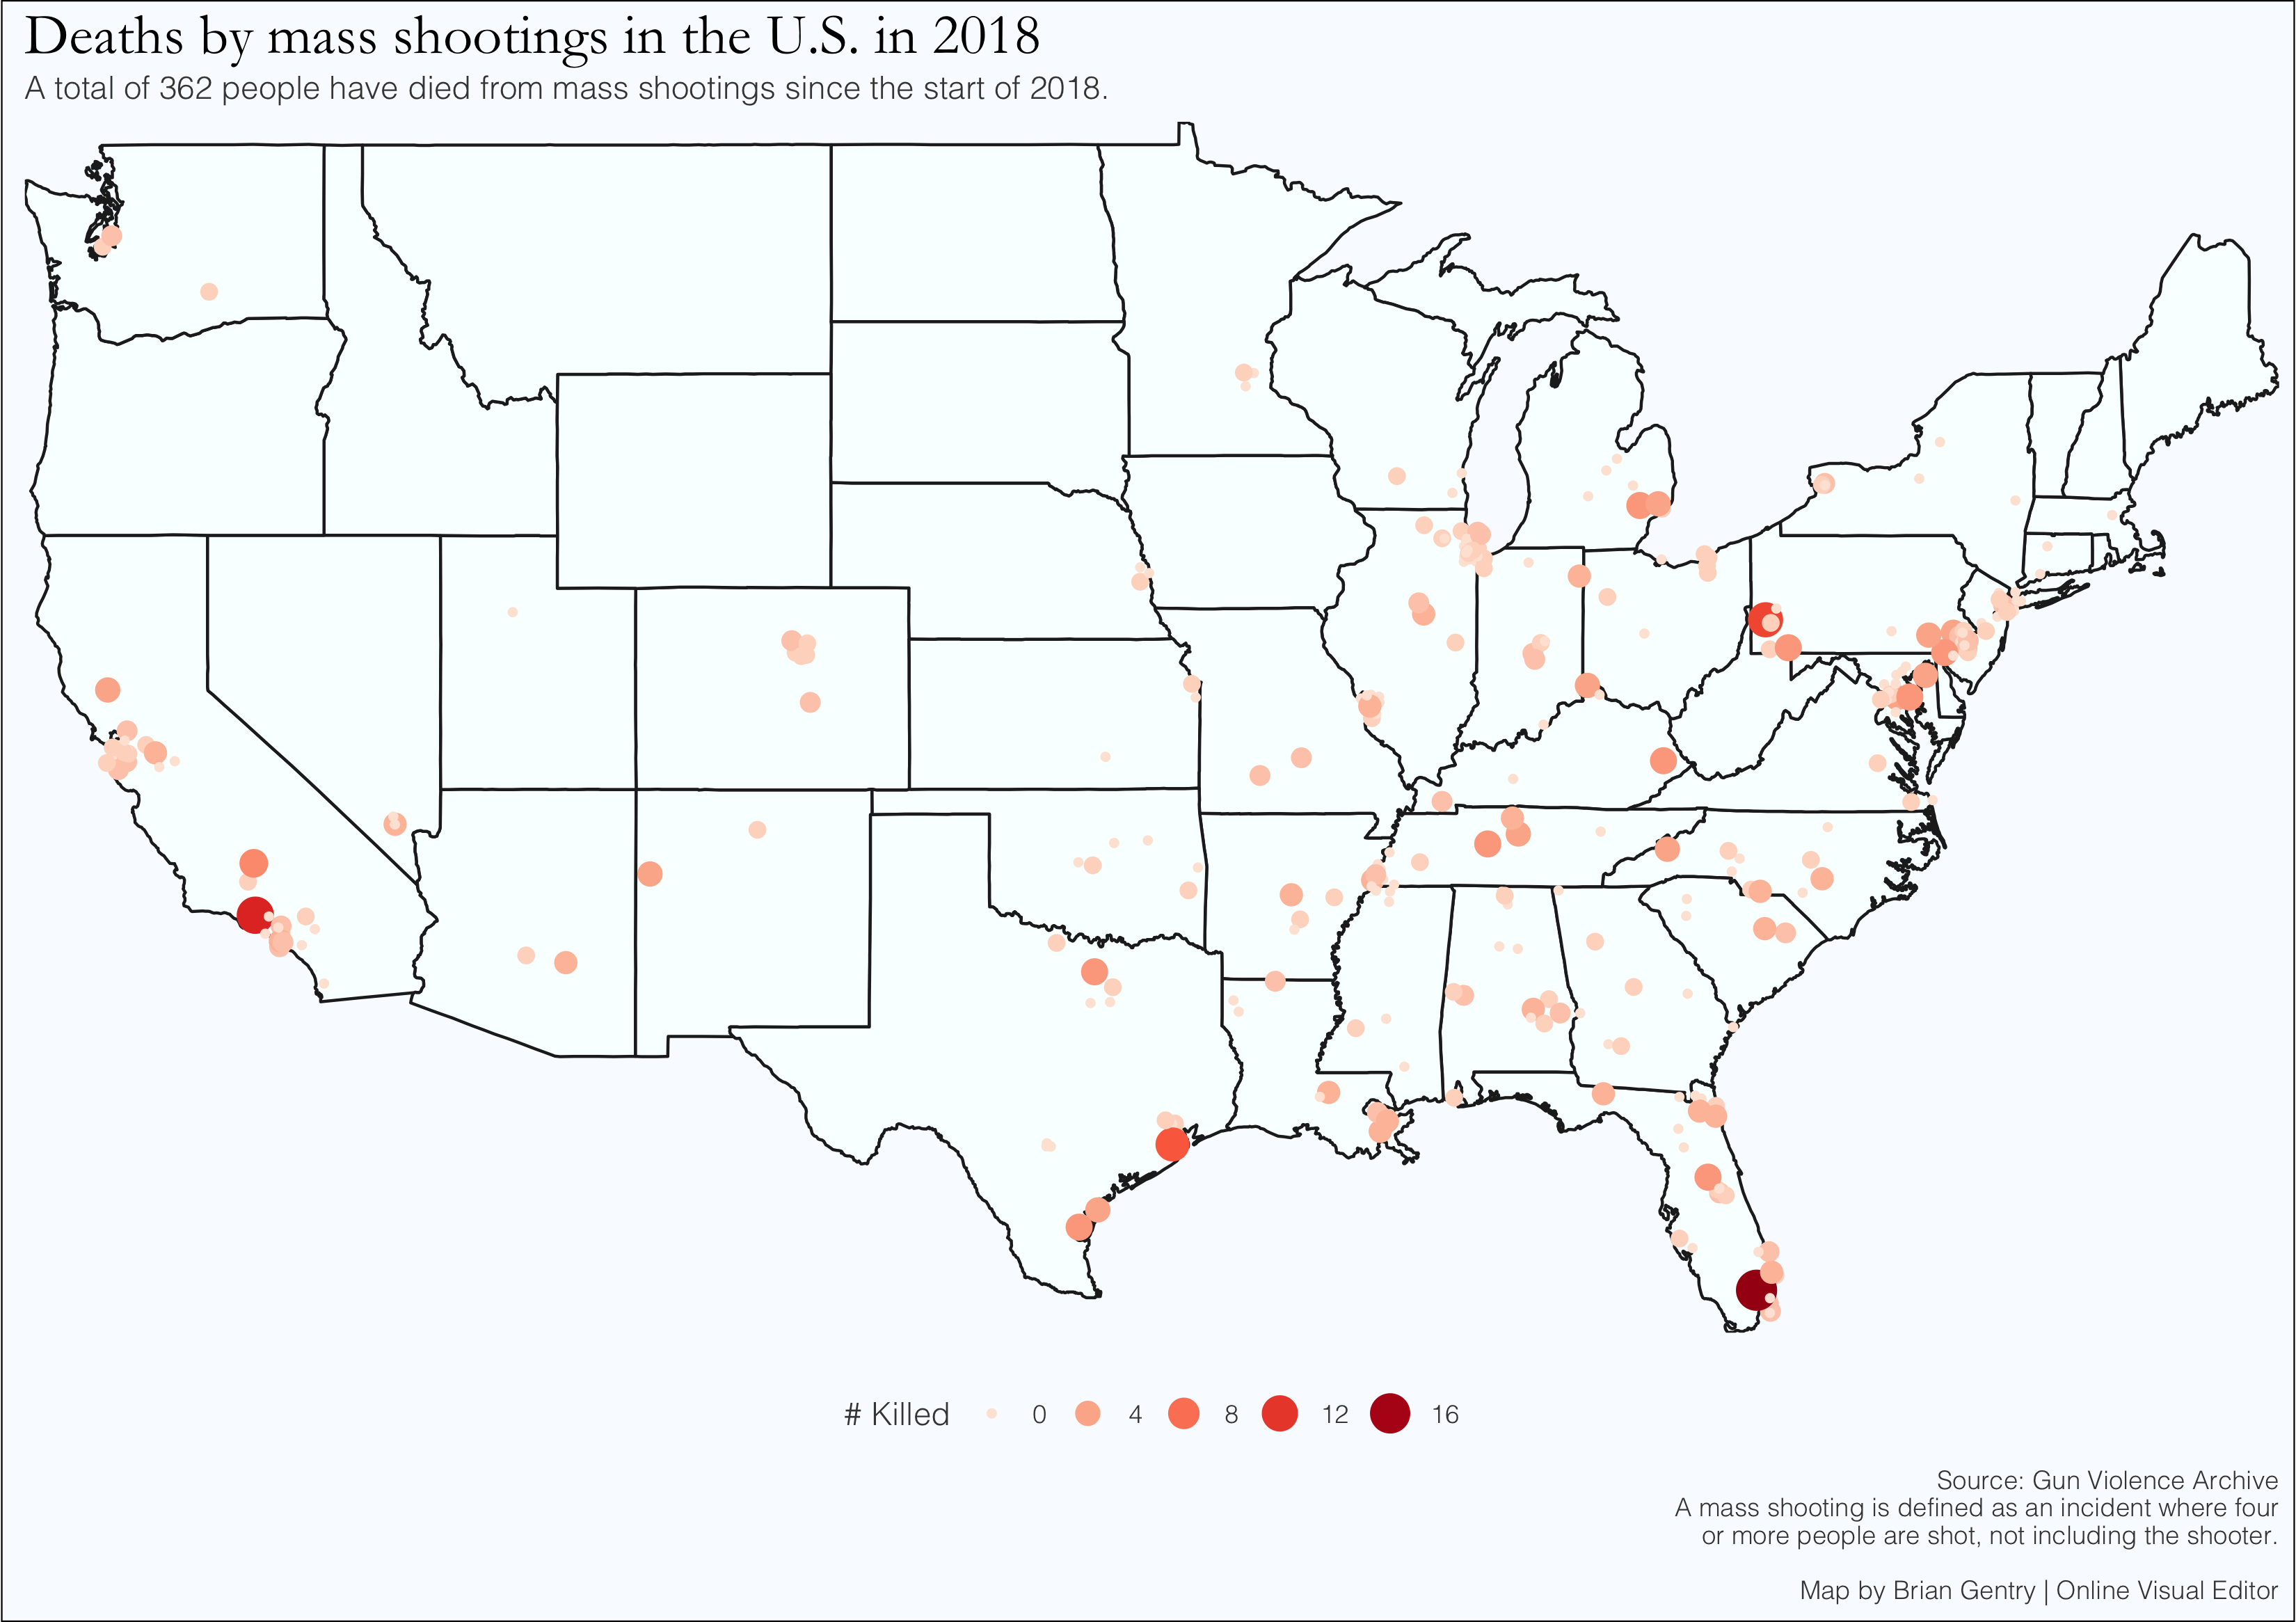 Deaths by mass shootings in the U.S. in 2018
A total of 362 people have died from mass shootings since the start of 2018.
# Killed 0 4 8 12 16
Source: Gun Violence Archive
A mass shooting is defined as an incident where four
or more people are shot, not including the shooter.
Map by Brian Gentry | Online Visual Editor